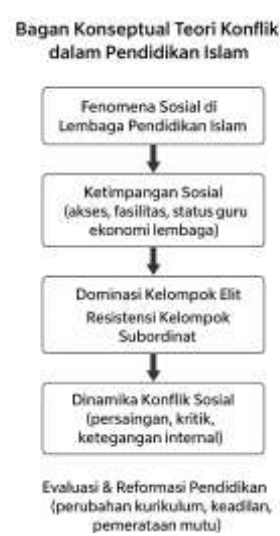 Bagan Konseptual Teori Konflik
dalam Pendidikan Islam
Fenomena Sosial di
Lembaga Pendidikan Islam
Ketimpangan Sosial
(akses, fasilitas, status guru
ekonomi lembaga)
Dominasi Kelompok Elit
Resistensi Kelompok
Subordinat
Dinamika Konflik Sosial
(persaingan, kritik,
ketegangan internal)
Evaluasi & Reformasi Pendidikan
(perubahan kurikulum, keadilan,
pemerataan mutu)